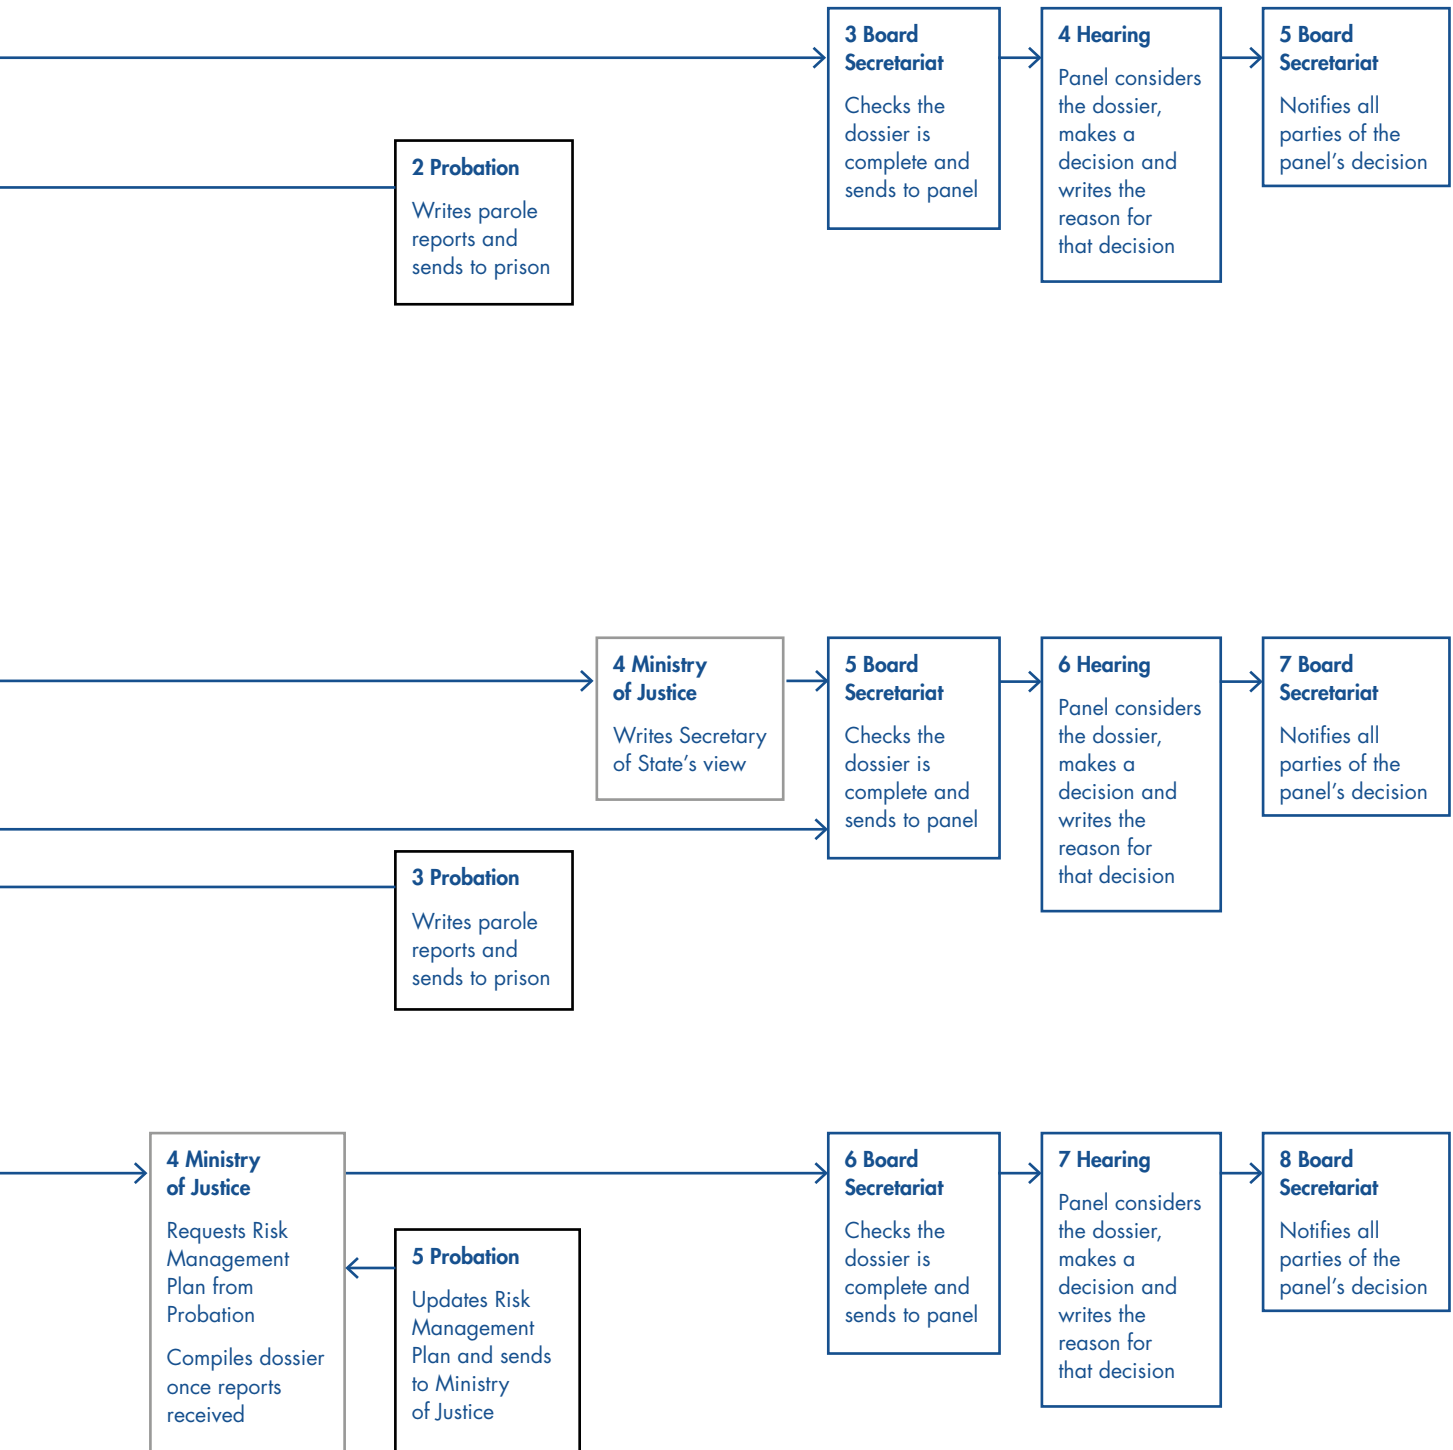 3 Board
Secretariat
Checks the
dossier is
complete and
sends to panel
4 Hearing
Panel considers
the dossier,
makes a
decision and
writes the
reason for
that decision
5 Board
Secretariat
Notifies all
parties of the
panel's decision
2 Probation
Writes parole
reports and
sends to prison
4 Ministry
of Justice
Writes Secretary
of State's view
5 Board
Secretariat
Checks the
dossier is
complete and
sends to panel
6 Hearing
Panel considers
the dossier,
makes a
decision and
writes the
reason for
that decision
7 Board
Secretariat
Notifies all
parties of the
panel's decision
3 Probation
Writes parole
reports and
sends to prison
4 Ministry
of Justice
Requests Risk
Management
Plan from
Probation
Compiles dossier
once reports
received
5 Probation
Updates Risk
Management
Plan and sends
to Ministry
of Justice
6 Board
Secretariat
Checks the
dossier is
complete and
sends to panel
7 Hearing
Panel considers
the dossier,
makes a
decision and
writes the
reason for
that decision
8 Board
Secretariat
Notifies all
parties of the
panel's decision